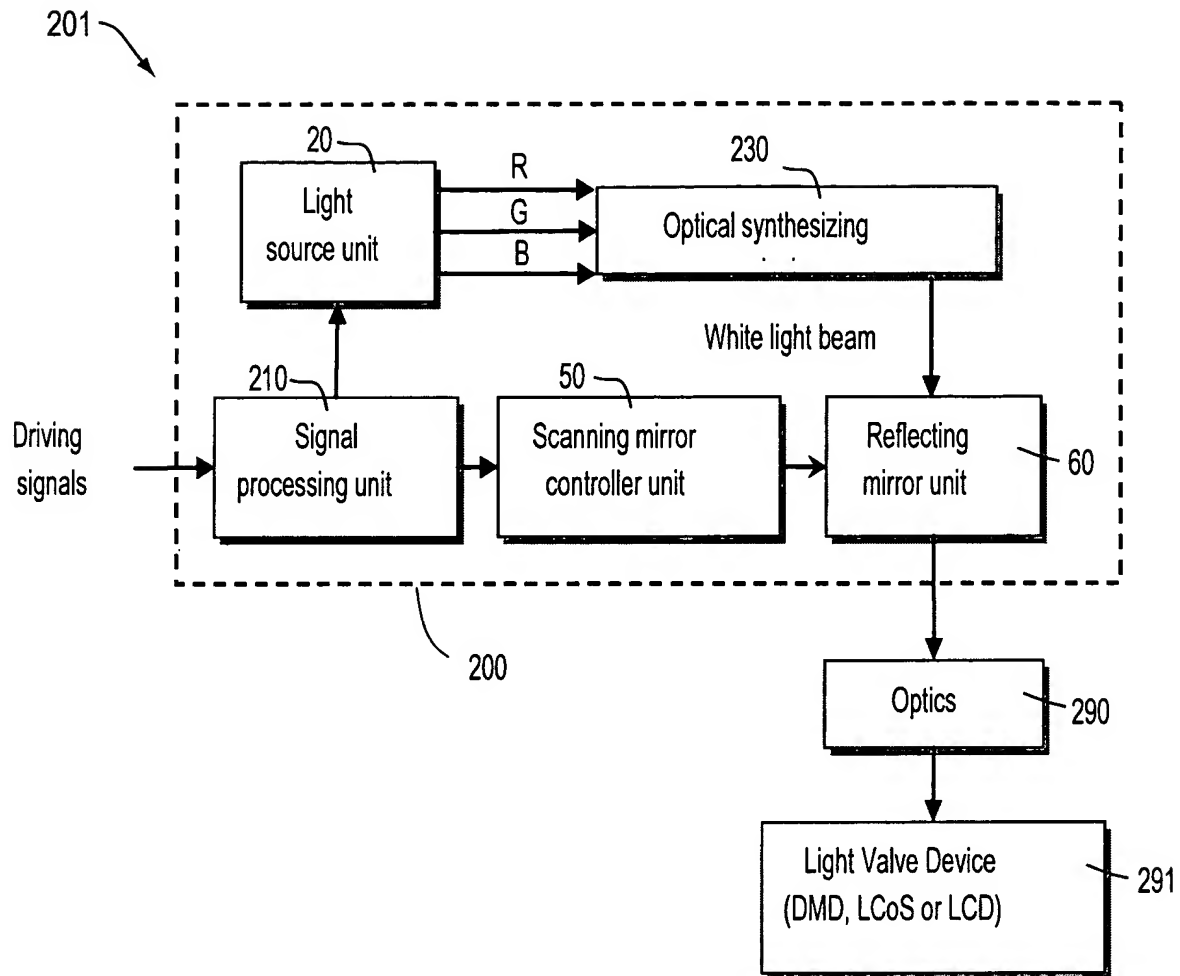 201
20
230
R
Light
source unit
G
B
Optical synthesizing
White light beam
210
50
Driving
signals
Signal
processing unit
Scanning mirror
controller unit
Reflecting
mirror unit
60
200
Optics
290
Light Valve Device
(DMD, LCoS or LCD)
291